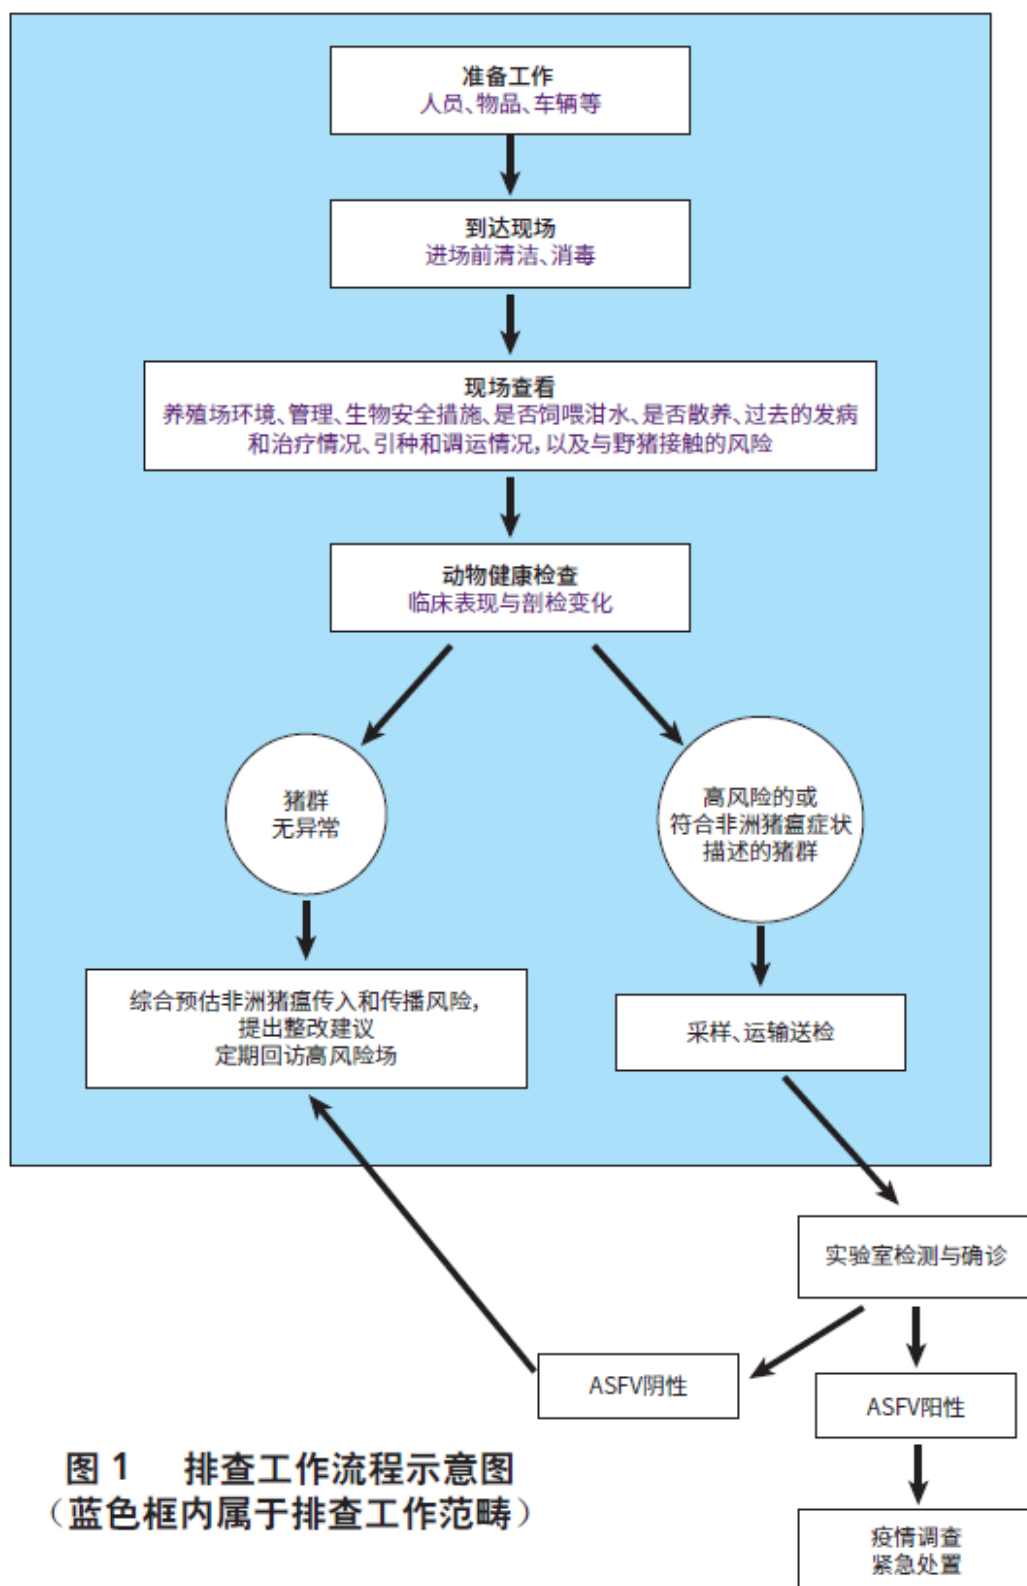 准备工作
人员、物品、车辆等
到达现场
进场前清洁、消毒
现场查看
养殖场环境、管理、生物安全措施、是否饲喂泔水、是否散养、过去的发病
和治疗情况、引种和调运情况，以及与野猪接触的风险
动物健康检查
临床表现与剖检变化
猪群
无异常
高风险的或
符合非洲猪瘟症状
描述的猪群
综合预估非洲猪瘟传入和传播风险，
提出整改建议
定期回访高风险场
采样、运输送检
实验室检测与确诊
ASFV阴性
ASFV阳性
疫情调查
紧急处置
图 1 排查工作流程示意图
（蓝色框内属于排查工作范畴）